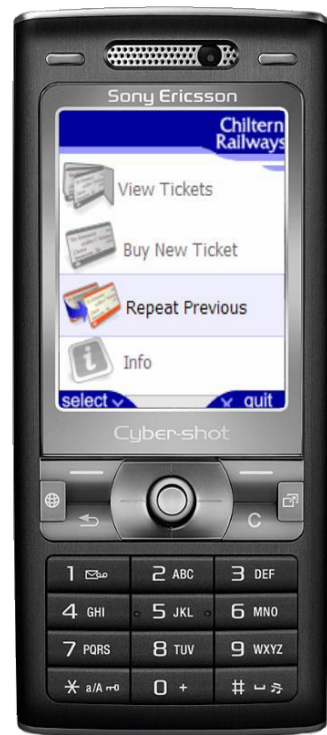 Sony Ericsson
Chiltern
Railways
View Tickets
Buy New Ticket
Repeat Previous
Info
select
quit
Cyber-shot
C
1
2 ABC
3 DEF
4 GHI
5 JKL
6 MNO
7 PQRS
8 TUV
9 WXYZ
* a/A
0 +
#